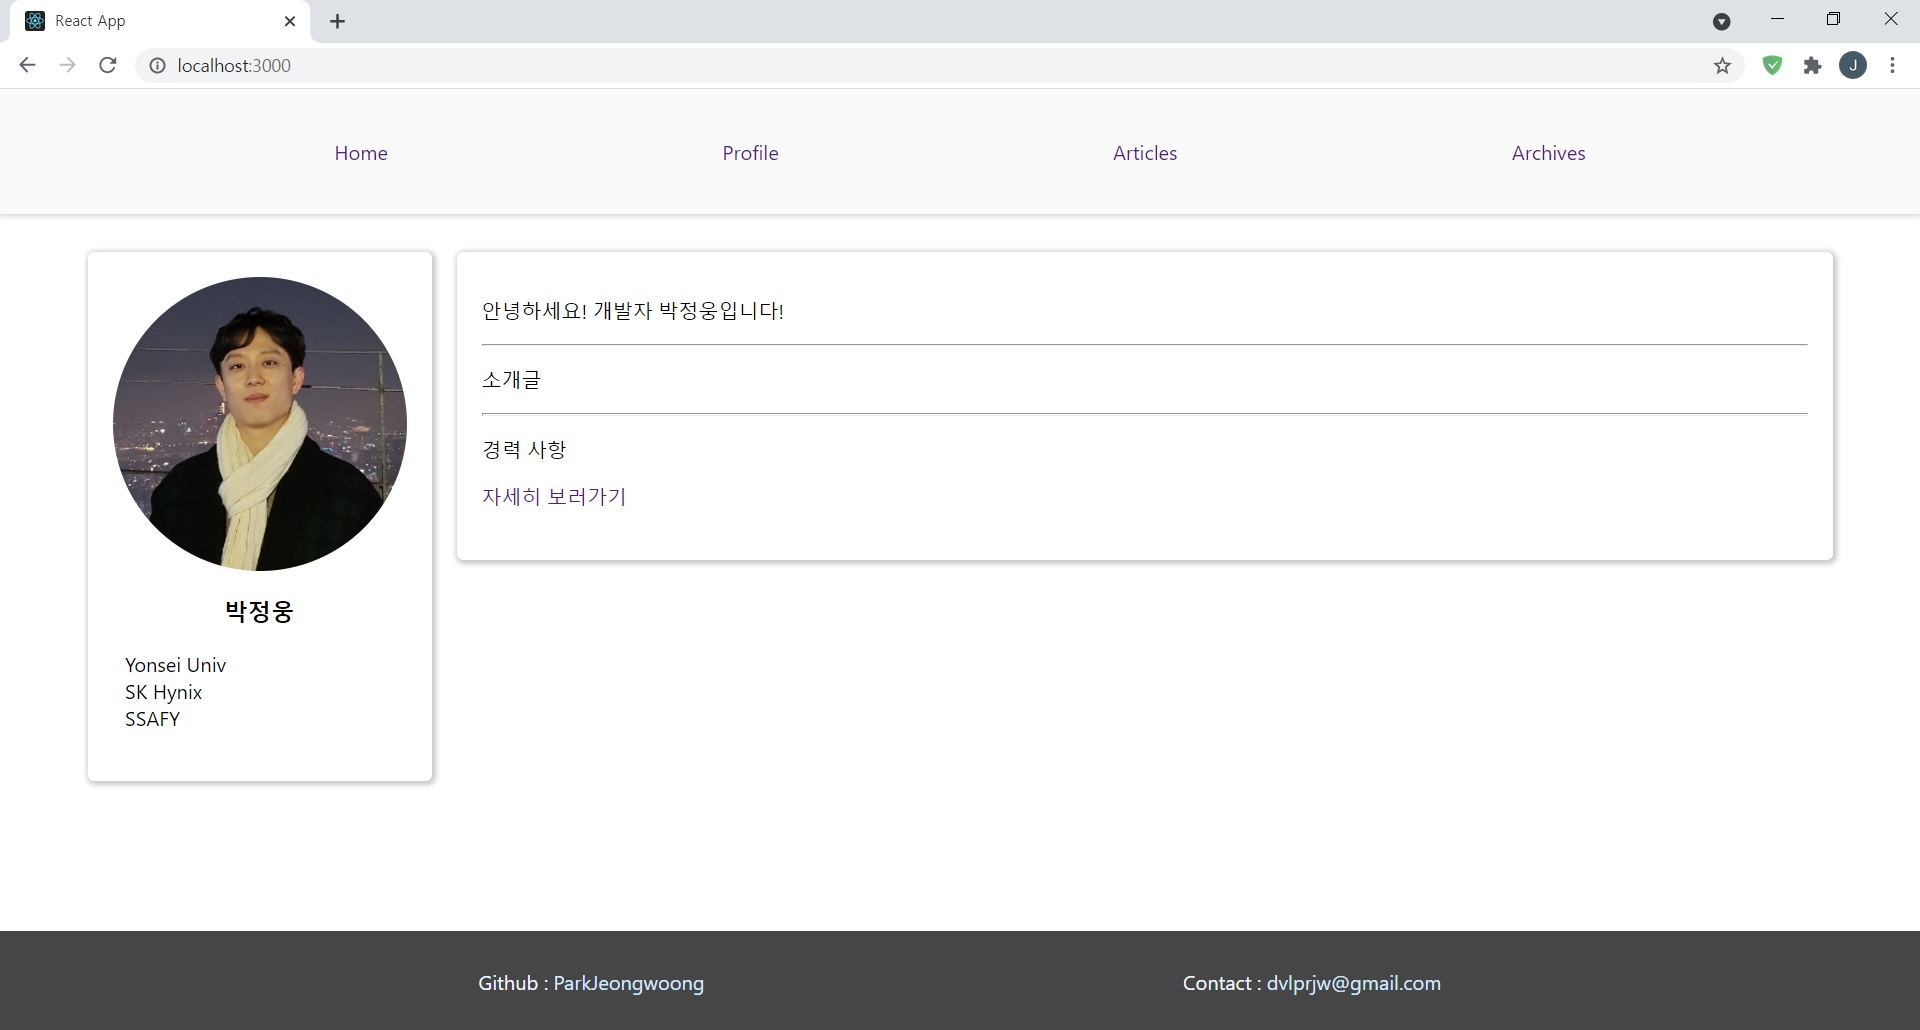 React App
localhost:3000
J
Home Profile Articles Archives
박정웅
Yonsei Univ
SK Hynix
SSAFY
안녕하세요! 개발자 박정웅입니다!
소개글
경력 사항
자세히 보러가기
Github : ParkJeongwoong
Contact : dvlprjw@gmail.com